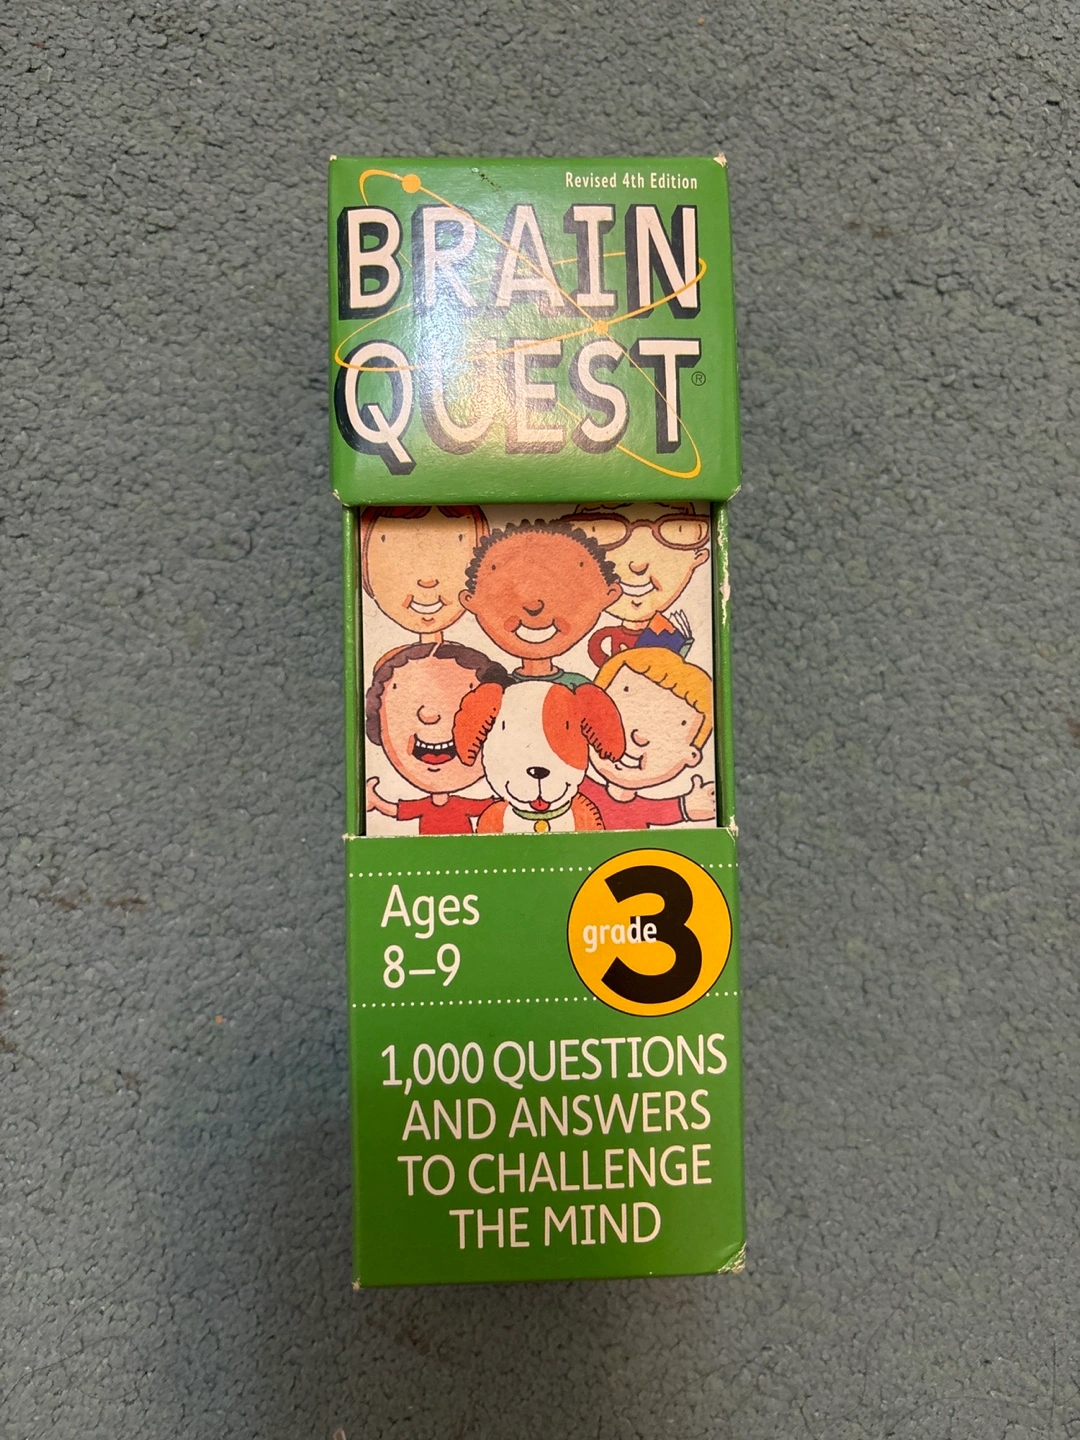 Revised 4th Edition
BRAIN
QUEST®
Ages
8–9
grade 3
1,000 QUESTIONS
AND ANSWERS
TO CHALLENGE
THE MIND